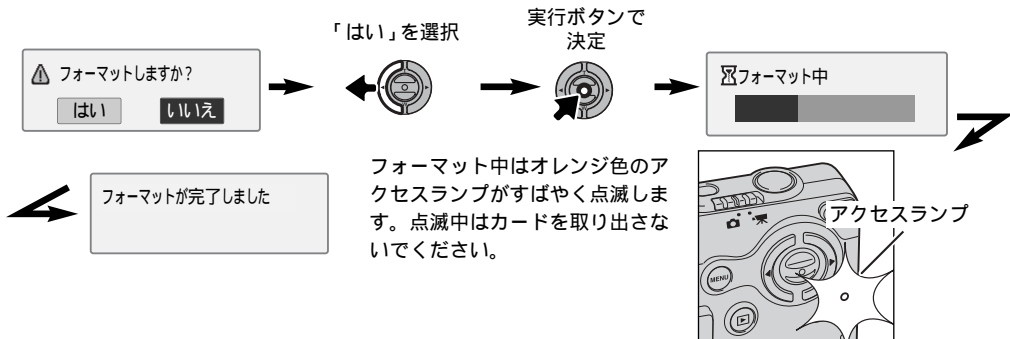 フォーマットしますか？
はい
いいえ
「はい」を選択
実行ボタンで
決定
フォーマット中
フォーマットが完了しました
フォーマット中はオレンジ色のア
クセスランプがすばやく点滅しま
す。点滅中はカードを取り出さな
いでください。
アクセスランプ
MENU